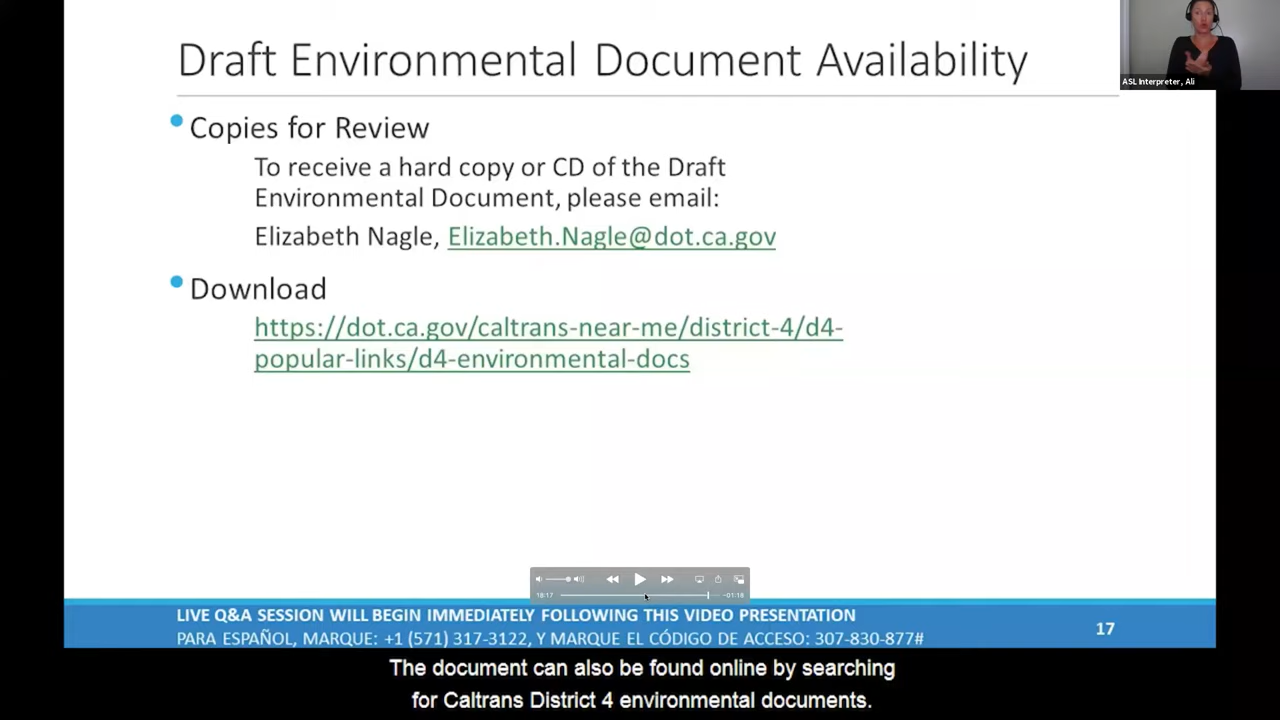 Draft Environmental Document Availability
ASL Interpreter, Ali
Copies for Review
To receive a hard copy or CD of the Draft
Environmental Document, please email:
Elizabeth Nagle, Elizabeth.Nagle@dot.ca.gov
Download
https://dot.ca.gov/caltrans-near-me/district-4/d4-
popular-links/d4-environmental-docs
18:17
-01:18
LIVE Q&A SESSION WILL BEGIN IMMEDIATELY FOLLOWING THIS VIDEO PRESENTATION
PARA ESPAÑOL, MARQUE: +1 (571) 317-3122, Y MARQUE EL CÓDIGO DE ACCESO: 307-830-877#
17
The document can also be found online by searching
for Caltrans District 4 environmental documents.